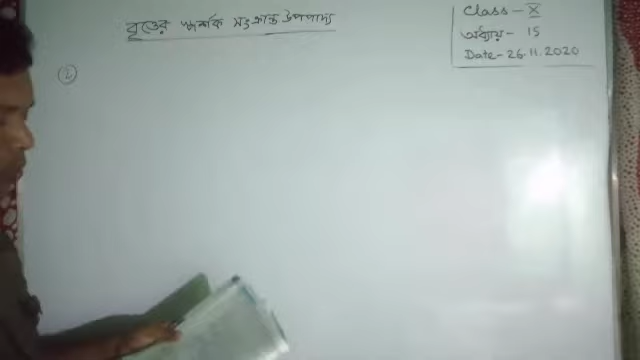 বৃত্তের স্পর্শক সংক্রান্ত উপপাদ্য
Class - X
অধ্যায় - 15
Date - 26.11.2020